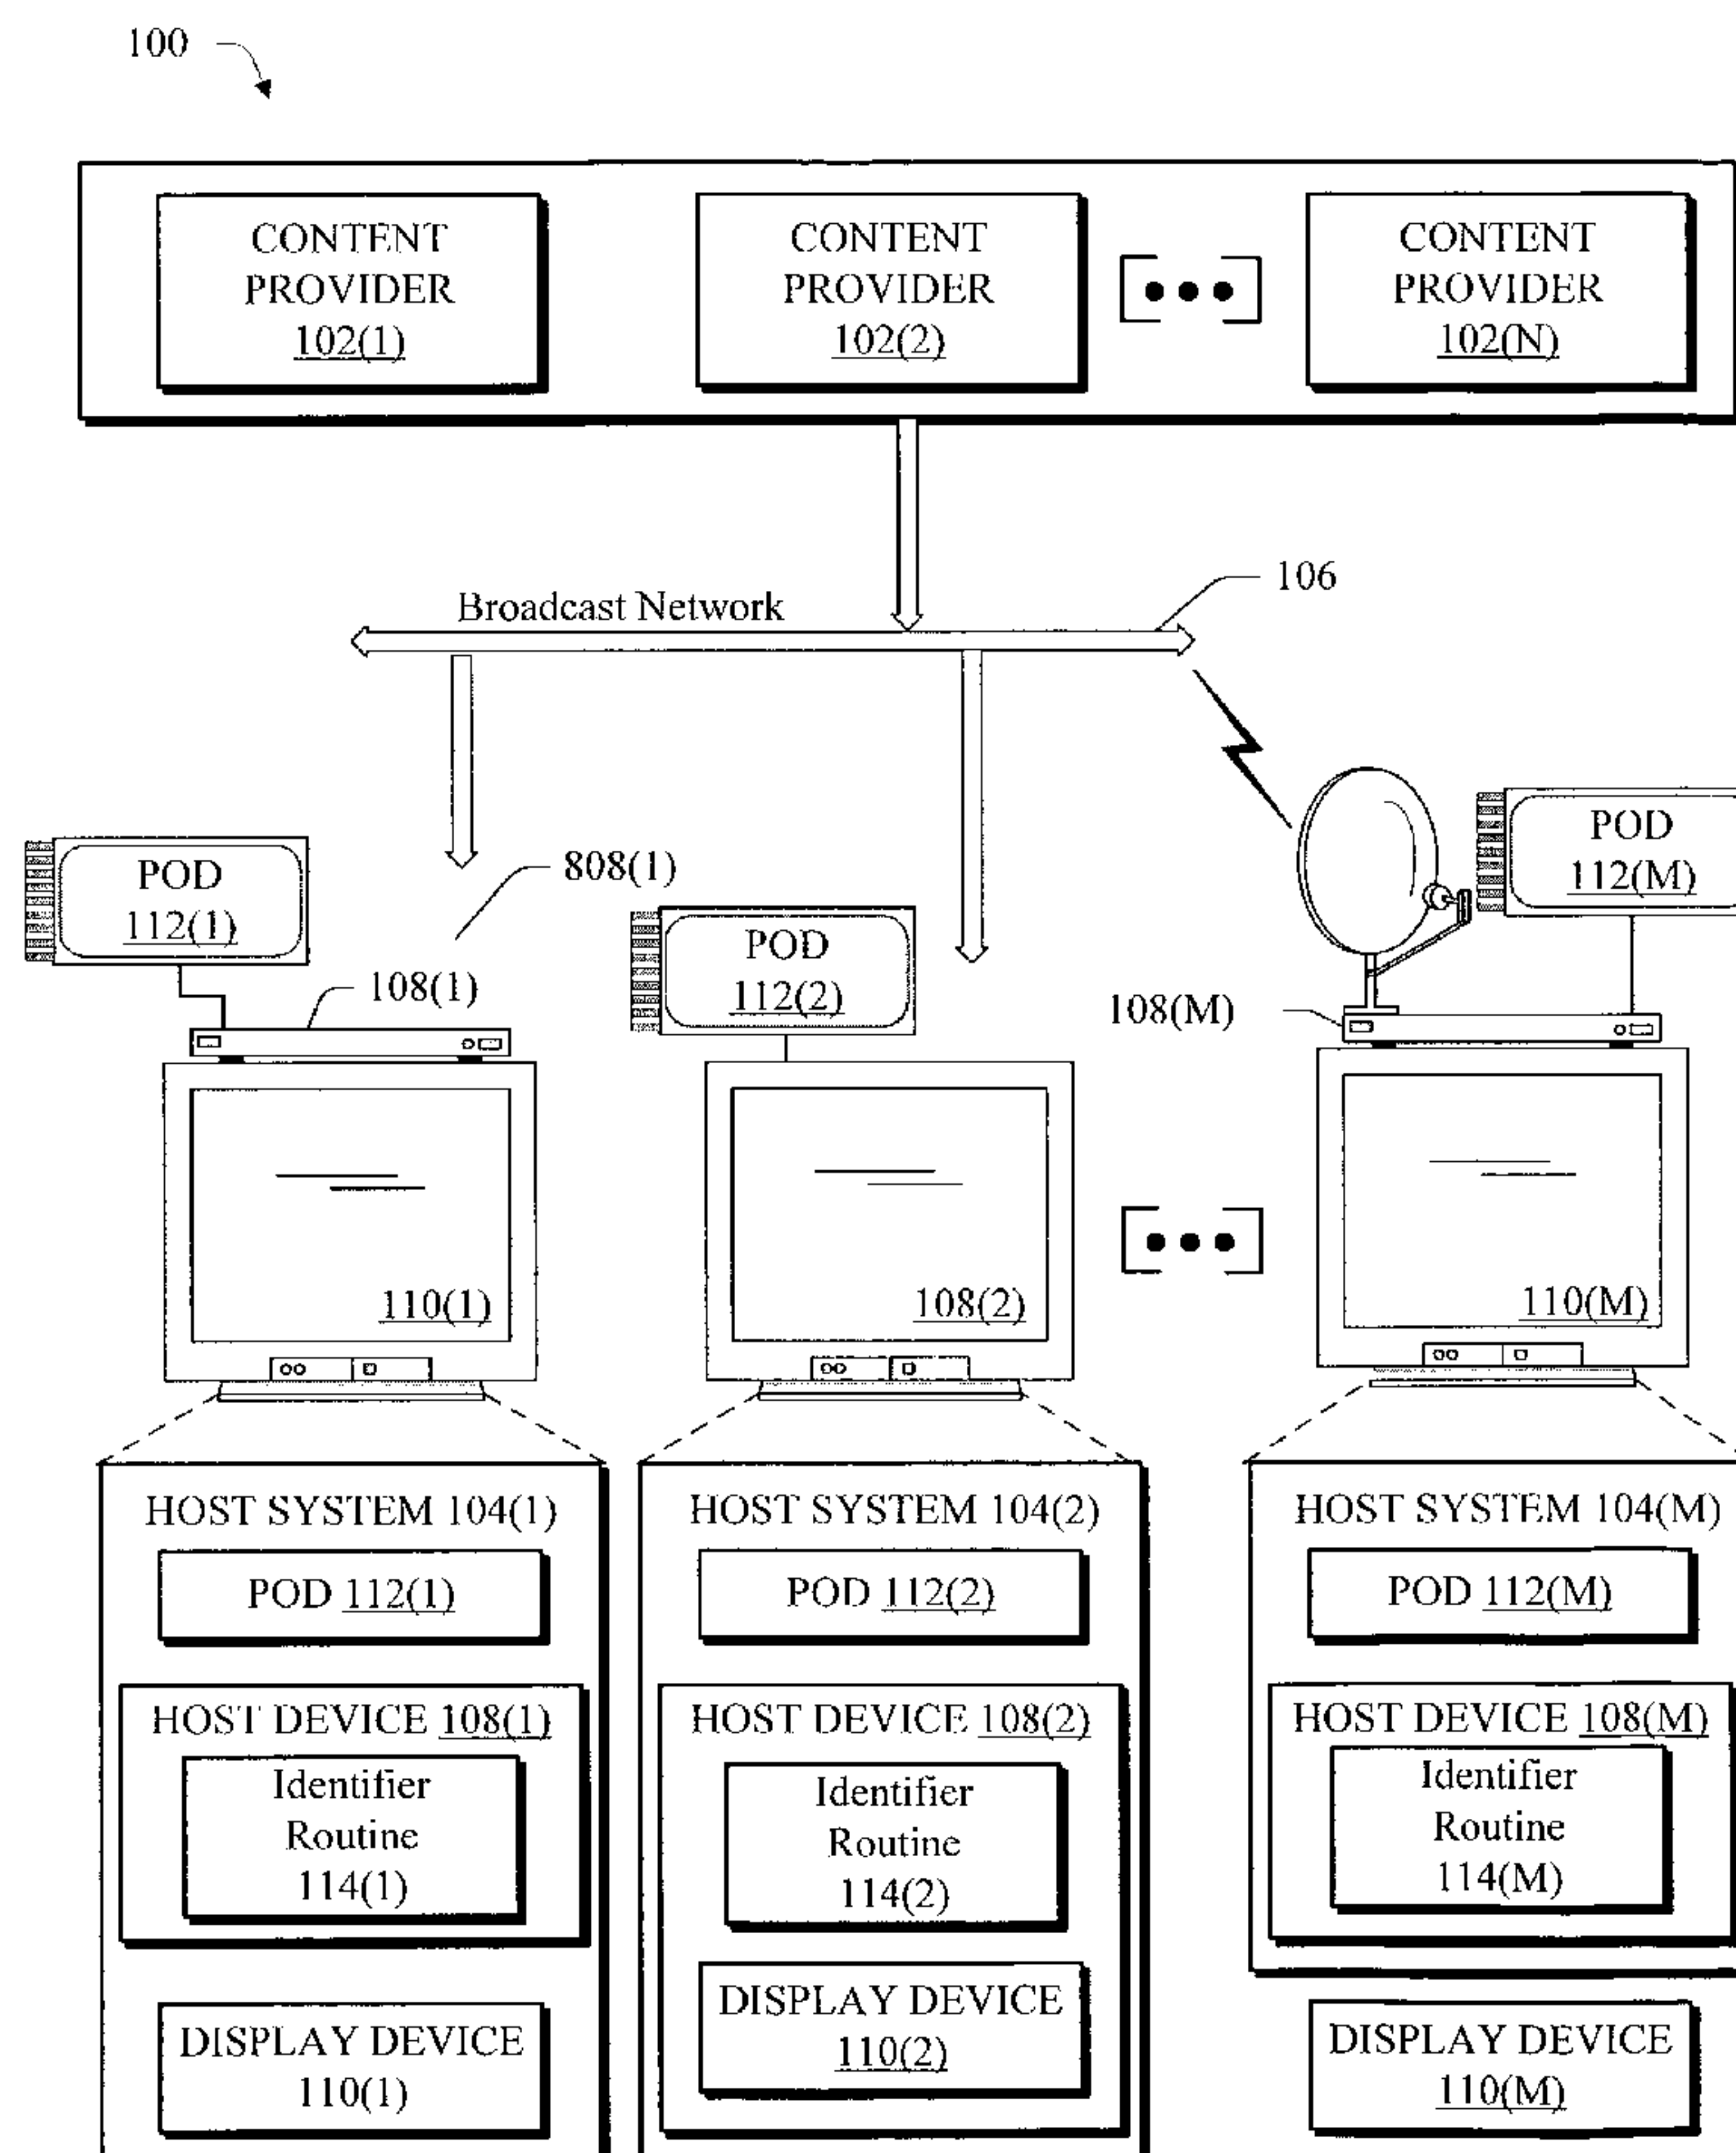 100
CONTENT
PROVIDER
102(1)
CONTENT
PROVIDER
102(2)
CONTENT
PROVIDER
102(N)
Broadcast Network
106
POD
112(1)
808(1)
108(1)
POD
112(2)
POD
112(M)
108(M)
110(1)
108(2)
110(M)
HOST SYSTEM 104(1)
POD 112(1)
HOST DEVICE 108(1)
Identifier
Routine
114(1)
DISPLAY DEVICE
110(1)
HOST SYSTEM 104(2)
POD 112(2)
HOST DEVICE 108(2)
Identifier
Routine
114(2)
DISPLAY DEVICE
110(2)
HOST SYSTEM 104(M)
POD 112(M)
HOST DEVICE 108(M)
Identifier
Routine
114(M)
DISPLAY DEVICE
110(M)